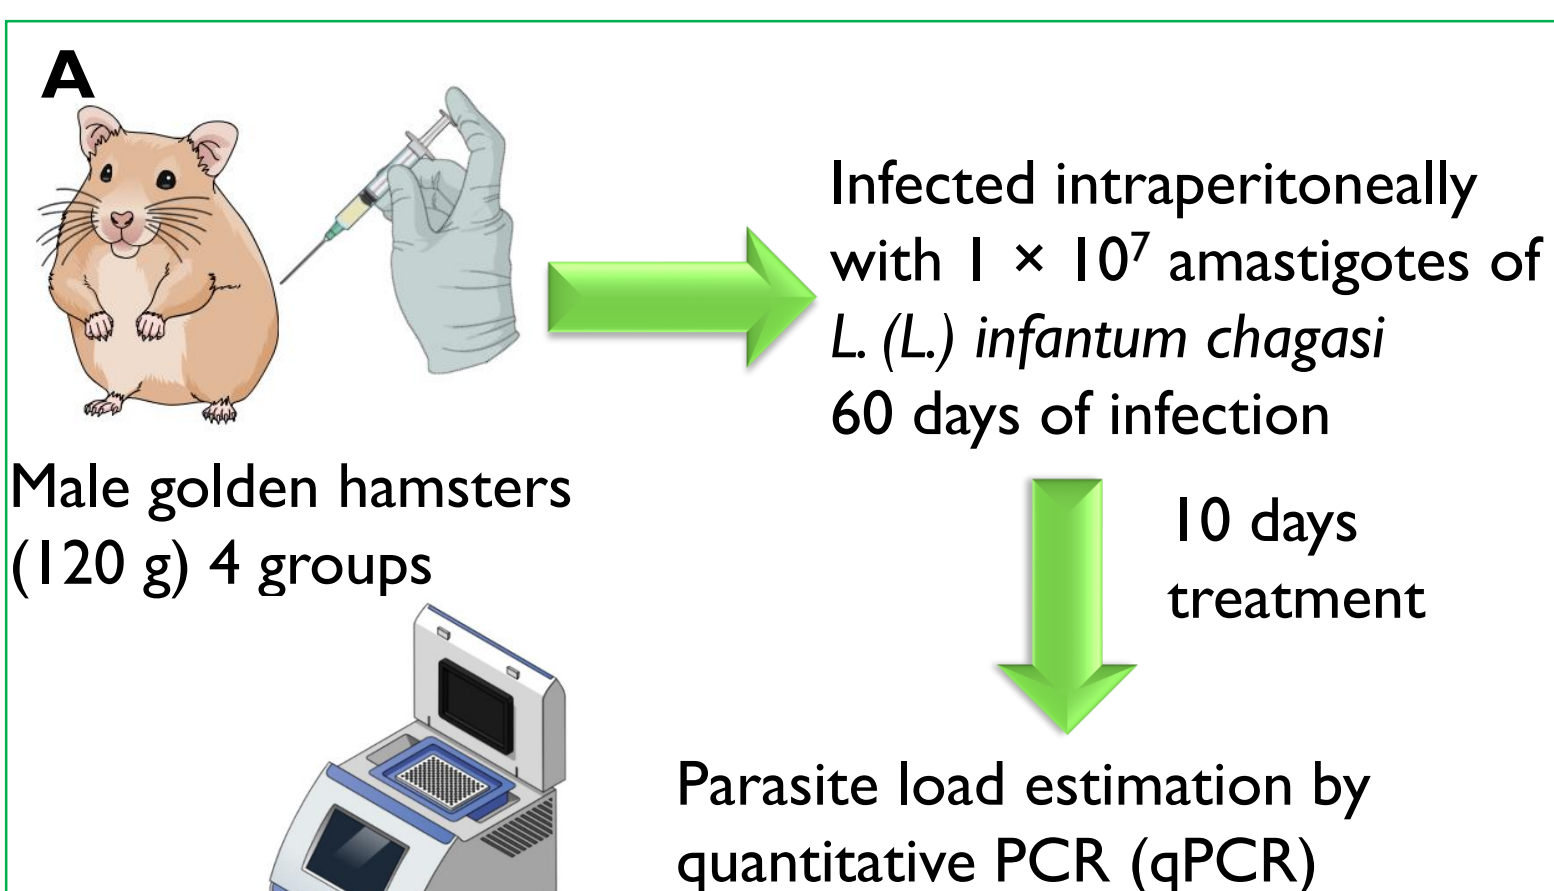 A
Infected intraperitoneally
with 1 × 10⁷ amastigotes of
L. (L.) infantum chagasi
60 days of infection
Male golden hamsters
(120 g) 4 groups
10 days
treatment
Parasite load estimation by
quantitative PCR (qPCR)